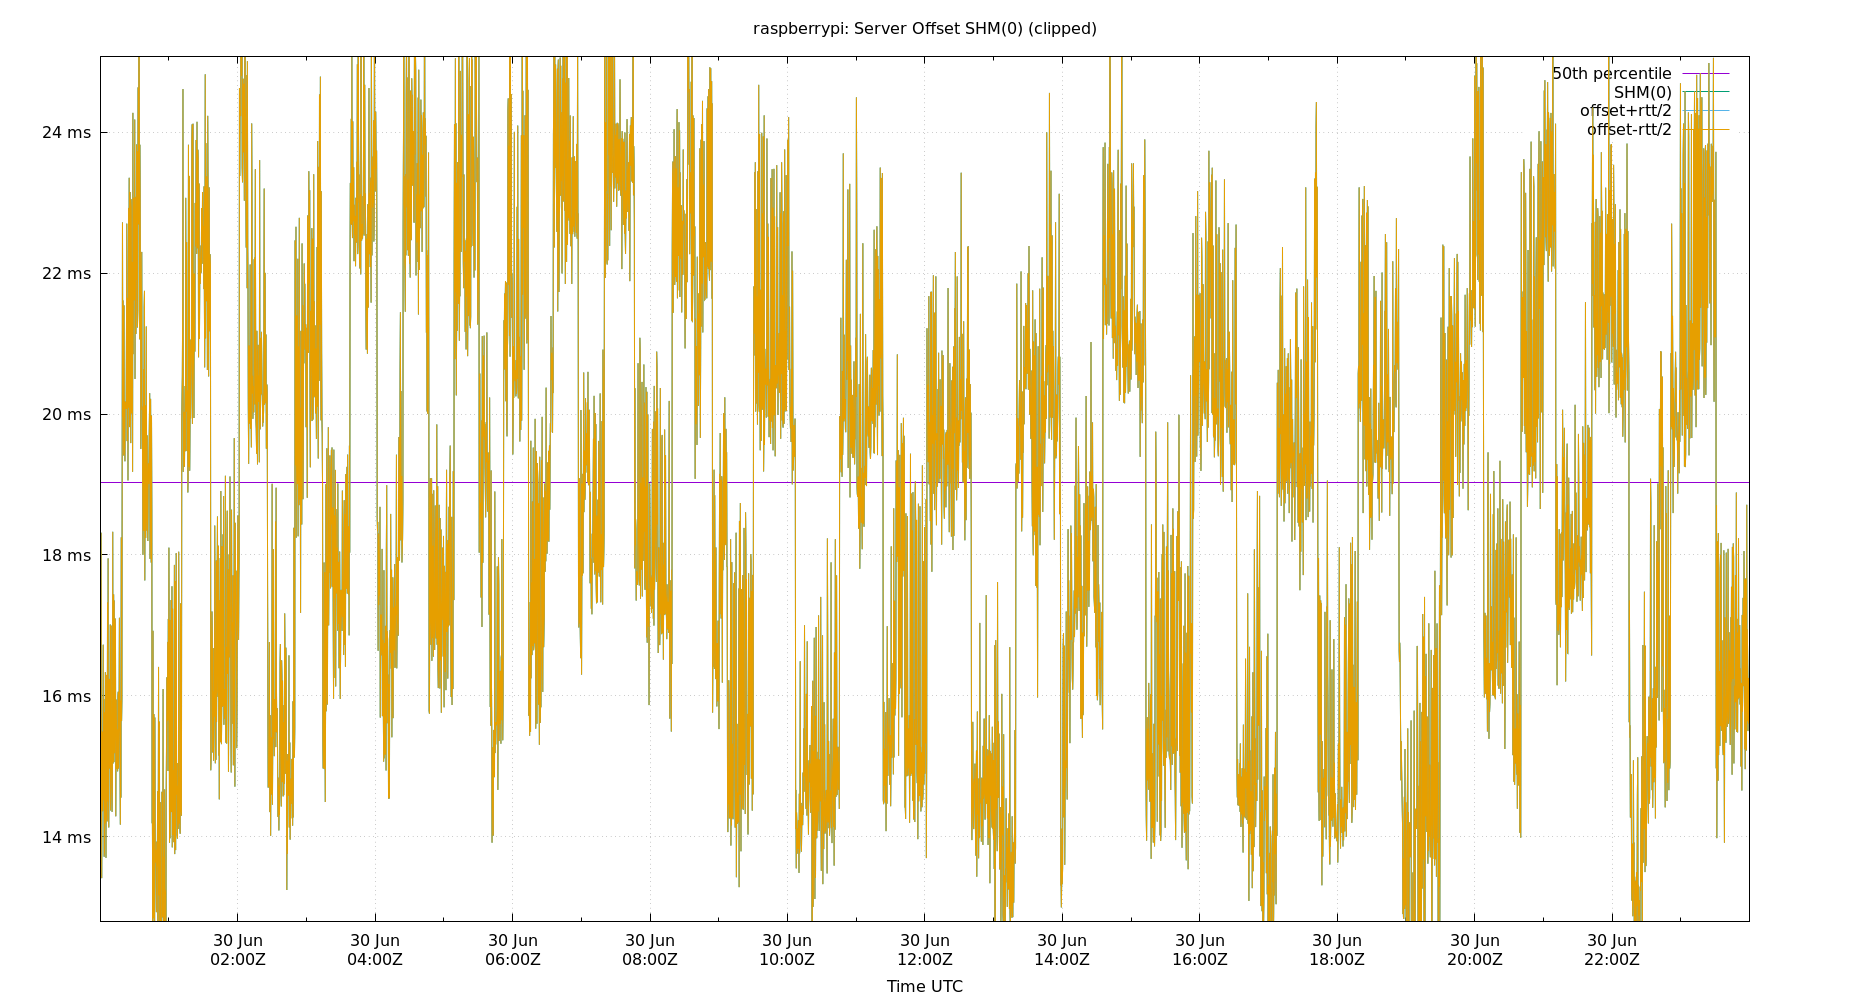 raspberrypi: Server Offset SHM(0) (clipped)
50th percentile
SHM(0)
offset+rtt/2
offset-rtt/2
24 ms
22 ms
20 ms
18 ms
16 ms
14 ms
30 Jun 30 Jun 30 Jun 30 Jun 30 Jun 30 Jun 30 Jun 30 Jun 30 Jun 30 Jun 30 Jun
02:00Z 04:00Z 06:00Z 08:00Z 10:00Z 12:00Z 14:00Z 16:00Z 18:00Z 20:00Z 22:00Z
Time UTC